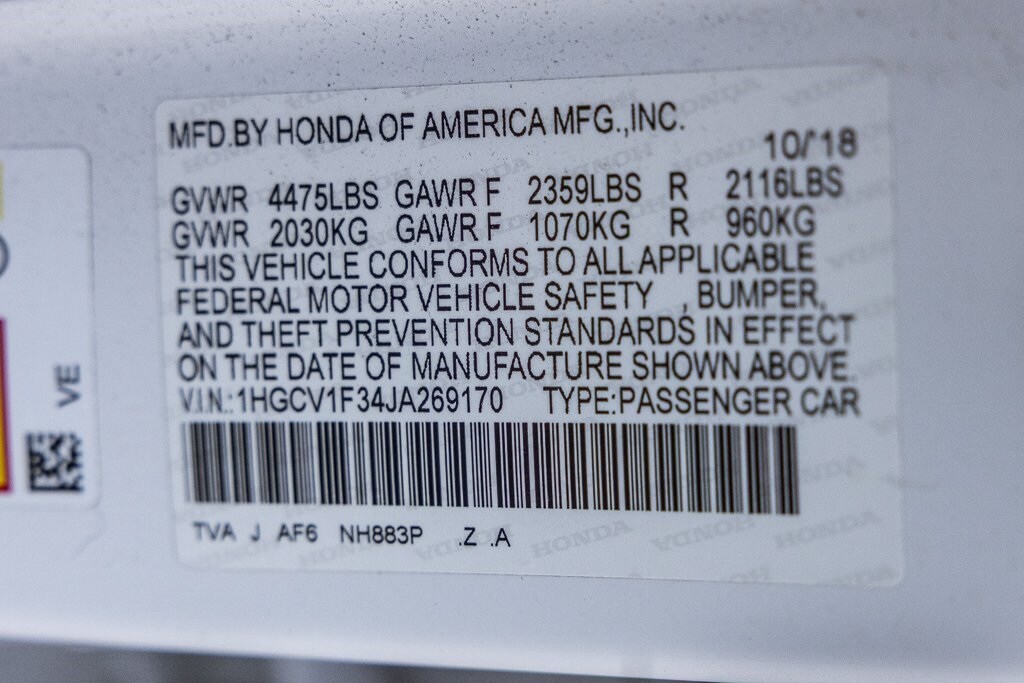 MFD.BY HONDA OF AMERICA MFG.,INC.
10/18
GVWR 4475LBS GAWR F 2359LBS R 2116LBS
GVWR 2030KG GAWR F 1070KG R 960KG
THIS VEHICLE CONFORMS TO ALL APPLICABLE
FEDERAL MOTOR VEHICLE SAFETY , BUMPER,
AND THEFT PREVENTION STANDARDS IN EFFECT
ON THE DATE OF MANUFACTURE SHOWN ABOVE.
V.I.N.:1HGCV1F34JA269170 TYPE:PASSENGER CAR
TVA J AF6 NH883P .Z .A
VE